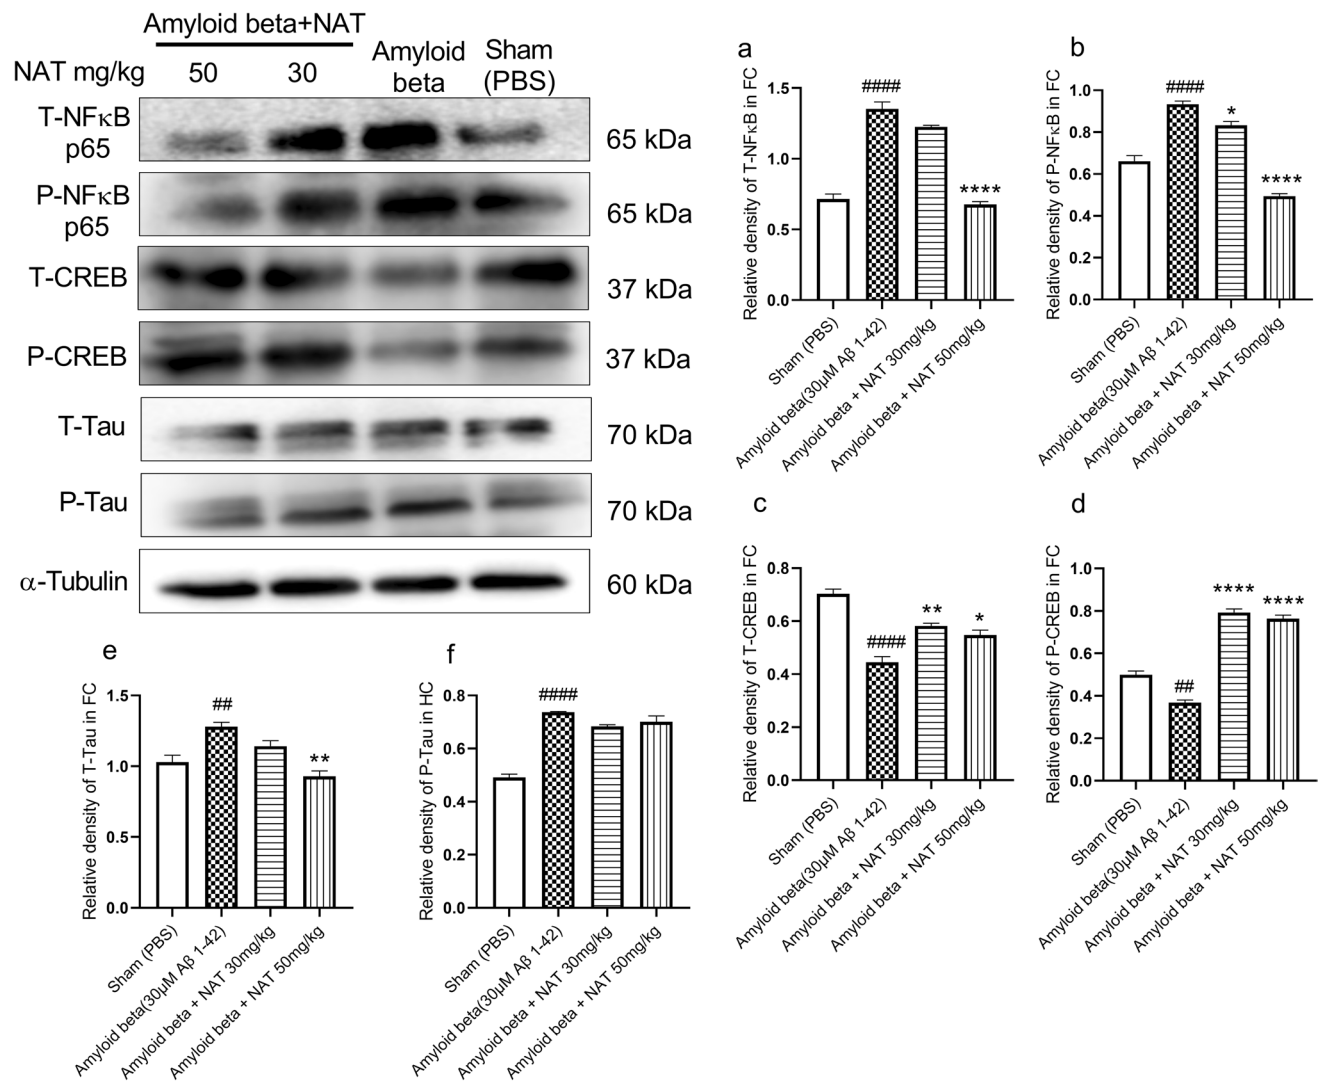 Amyloid beta+NAT
Amyloid
beta
Sham
(PBS)
NAT mg/kg
50
30
T-NFκB
p65
65 kDa
P-NFκB
p65
65 kDa
T-CREB
37 kDa
P-CREB
37 kDa
T-Tau
70 kDa
P-Tau
70 kDa
α-Tubulin
60 kDa
a
Relative density of T-NFκB in FC
1.5
1.0
0.5
0.0
####
****
Sham (PBS)
Amyloid beta(30µM Aβ 1-42)
Amyloid beta + NAT 30mg/kg
Amyloid beta + NAT 50mg/kg
b
Relative density of P-NFκB in FC
1.0
0.8
0.6
0.4
0.2
0.0
####
*
****
Sham (PBS)
Amyloid beta(30µM Aβ 1-42)
Amyloid beta + NAT 30mg/kg
Amyloid beta + NAT 50mg/kg
c
Relative density of T-CREB in FC
0.8
0.6
0.4
0.2
0.0
####
**
*
Sham (PBS)
Amyloid beta(30µM Aβ 1-42)
Amyloid beta + NAT 30mg/kg
Amyloid beta + NAT 50mg/kg
d
Relative density of P-CREB in FC
1.0
0.8
0.6
0.4
0.2
0.0
##
****
****
Sham (PBS)
Amyloid beta(30µM Aβ 1-42)
Amyloid beta + NAT 30mg/kg
Amyloid beta + NAT 50mg/kg
e
Relative density of T-Tau in FC
1.5
1.0
0.5
0.0
##
**
Sham (PBS)
Amyloid beta(30µM Aβ 1-42)
Amyloid beta + NAT 30mg/kg
Amyloid beta + NAT 50mg/kg
f
Relative density of P-Tau in HC
0.8
0.6
0.4
0.2
0.0
####
Sham (PBS)
Amyloid beta(30µM Aβ 1-42)
Amyloid beta + NAT 30mg/kg
Amyloid beta + NAT 50mg/kg